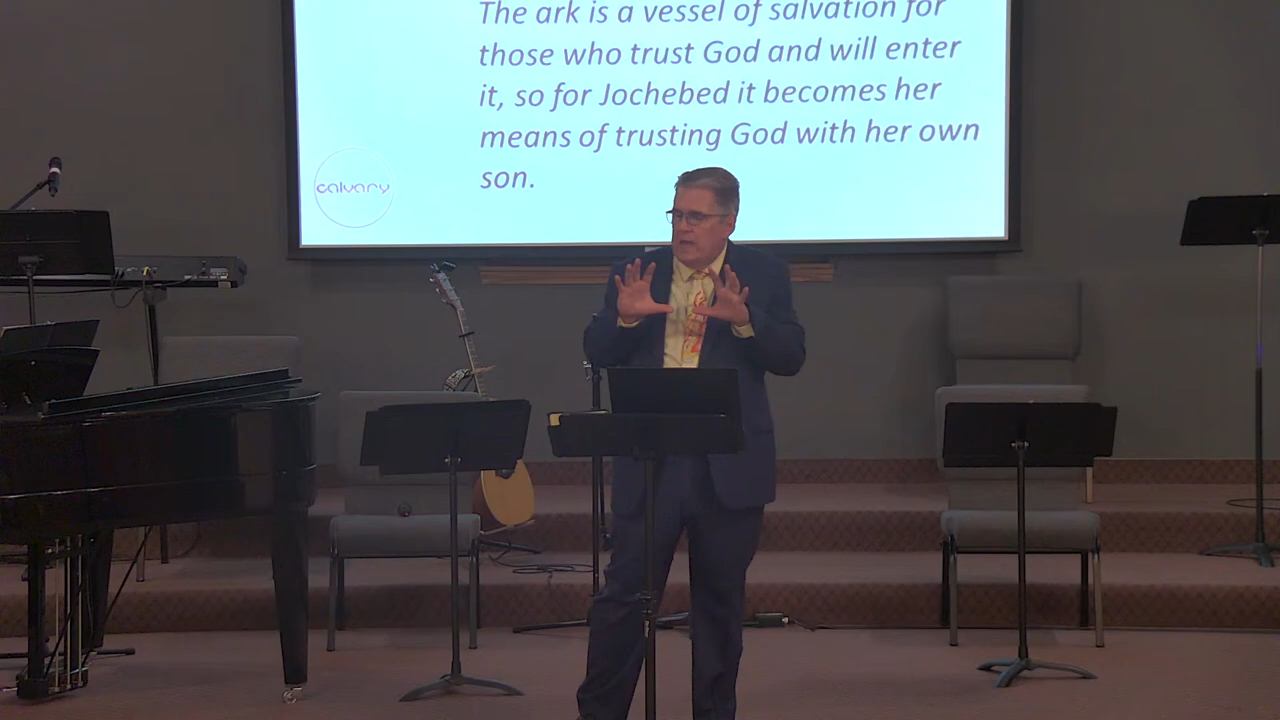 The ark is a vessel of salvation for
those who trust God and will enter
it, so for Jochebed it becomes her
means of trusting God with her own
son.
calvary